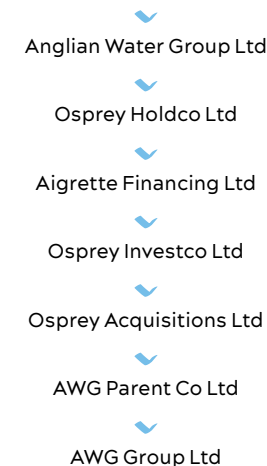 Anglian Water Group Ltd
Osprey Holdco Ltd
Aigrette Financing Ltd
Osprey Investco Ltd
Osprey Acquisitions Ltd
AWG Parent Co Ltd
AWG Group Ltd